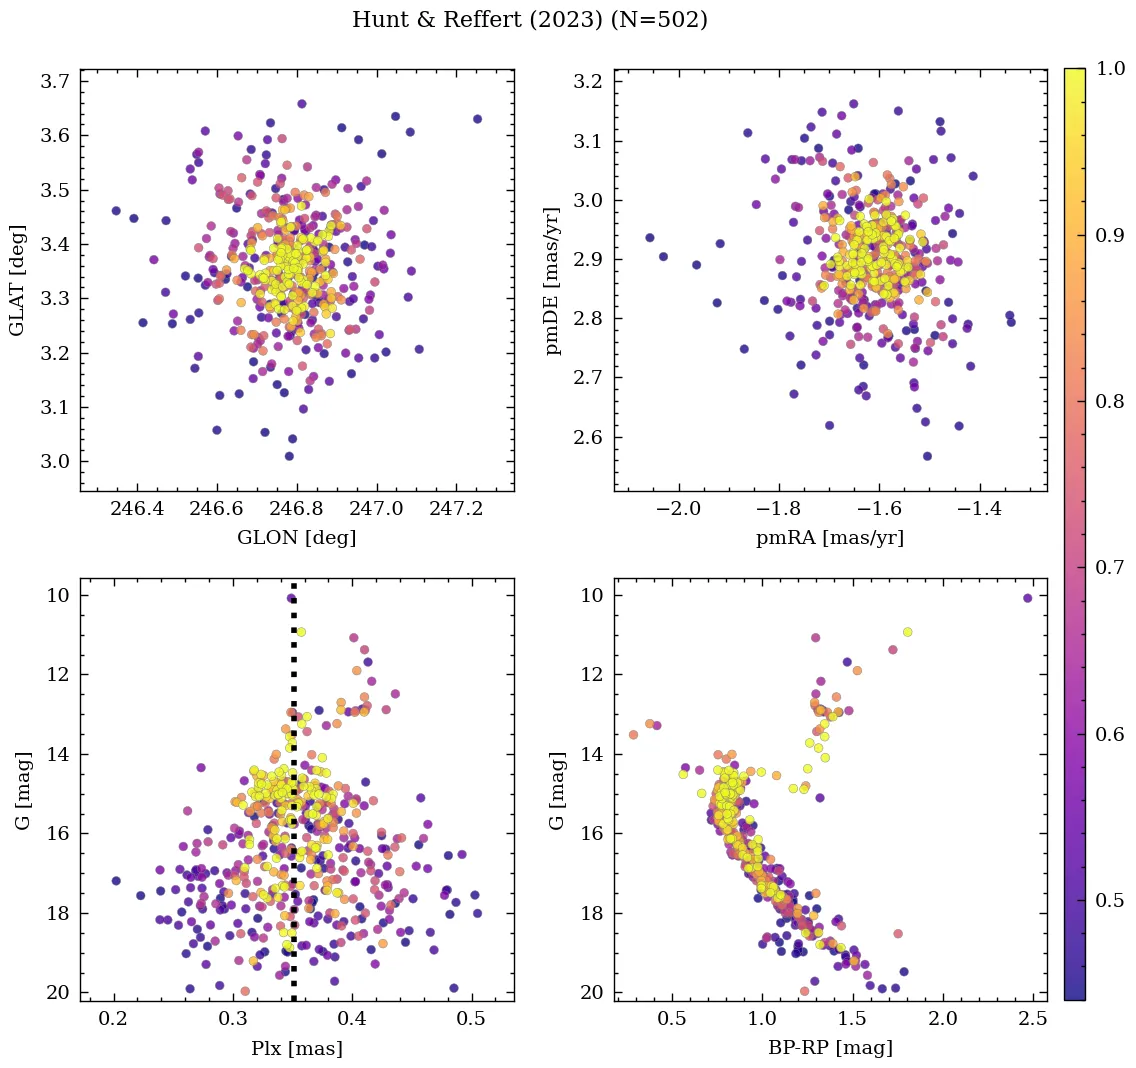 Hunt & Reffert (2023) (N=502)
3.7
3.6
3.5
3.4
3.3
3.2
3.1
3.0
GLAT [deg]
246.4 246.6 246.8 247.0 247.2
GLON [deg]
3.2
3.1
3.0
2.9
2.8
2.7
2.6
pmDE [mas/yr]
−2.0 −1.8 −1.6 −1.4
pmRA [mas/yr]
1.0
0.9
0.8
0.7
0.6
0.5
10
12
14
16
18
20
G [mag]
0.2 0.3 0.4 0.5
Plx [mas]
10
12
14
16
18
20
G [mag]
0.5 1.0 1.5 2.0 2.5
BP-RP [mag]